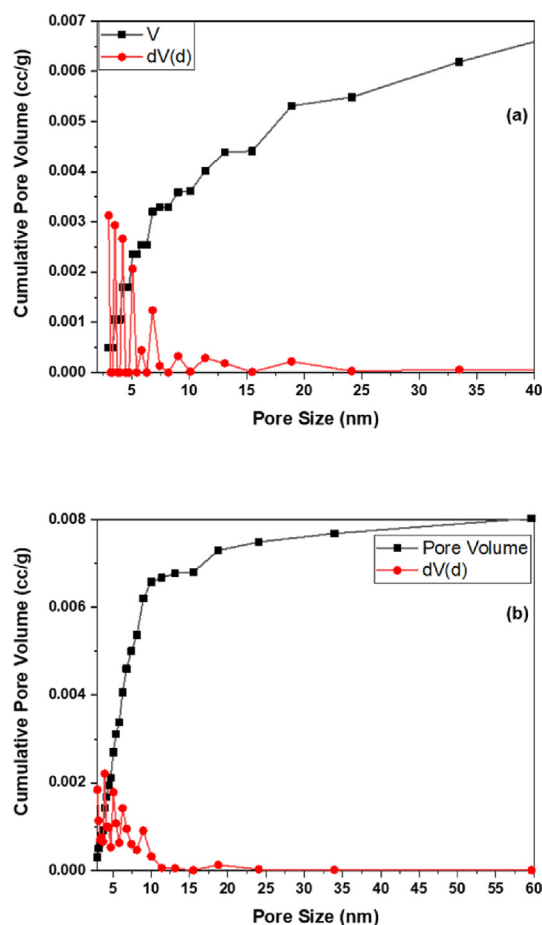 0.007
V
dV(d)
0.006
(a)
0.005
0.004
0.003
0.002
0.001
0.000
Cumulative Pore Volume (cc/g)
5 10 15 20 25 30 35 40
Pore Size (nm)
0.008
Pore Volume
dV(d)
(b)
0.006
0.004
0.002
0.000
Cumulative Pore Volume (cc/g)
5 10 15 20 25 30 35 40 45 50 55 60
Pore Size (nm)